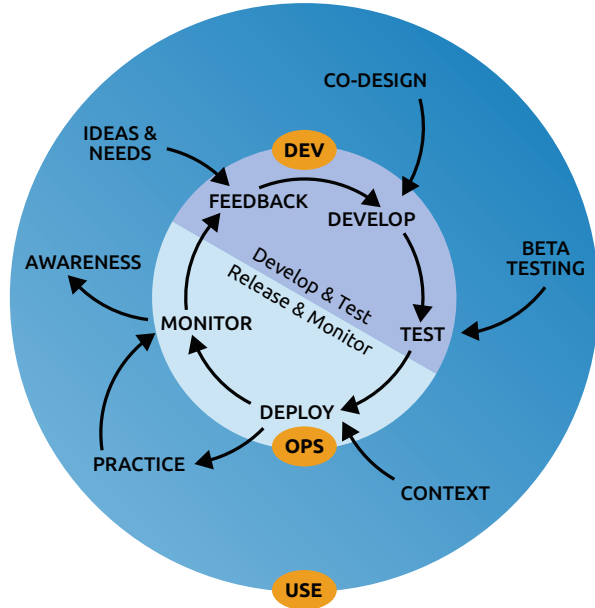 CO-DESIGN
IDEAS &
NEEDS
DEV
FEEDBACK
DEVELOP
AWARENESS
Develop & Test
Release & Monitor
BETA
TESTING
MONITOR
TEST
DEPLOY
OPS
PRACTICE
CONTEXT
USE